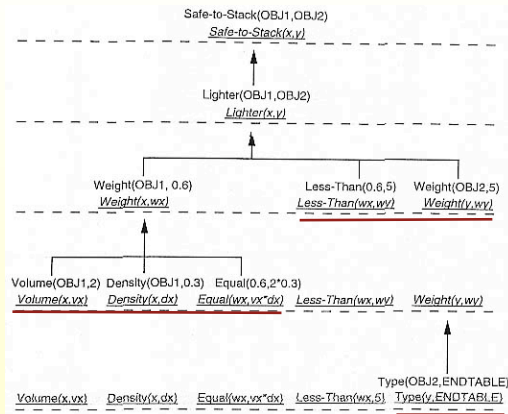 Safe-to-Stack(OBJ1,OBJ2)
Safe-to-Stack(x,y)
Lighter(OBJ1,OBJ2)
Lighter(x,y)
Weight(OBJ1, 0.6) Less-Than(0.6,5) Weight(OBJ2,5)
Weight(x,wx) Less-Than(wx,wy) Weight(y,wy)
Volume(OBJ1,2) Density(OBJ1,0.3) Equal(0.6,2*0.3)
Volume(x,vx) Density(x,dx) Equal(wx,vx*dx) Less-Than(wx,wy) Weight(y,wy)
Type(OBJ2,ENDTABLE)
Volume(x,vx) Density(x,dx) Equal(wx,vx*dx) Less-Than(wx,5) Type(y,ENDTABLE)